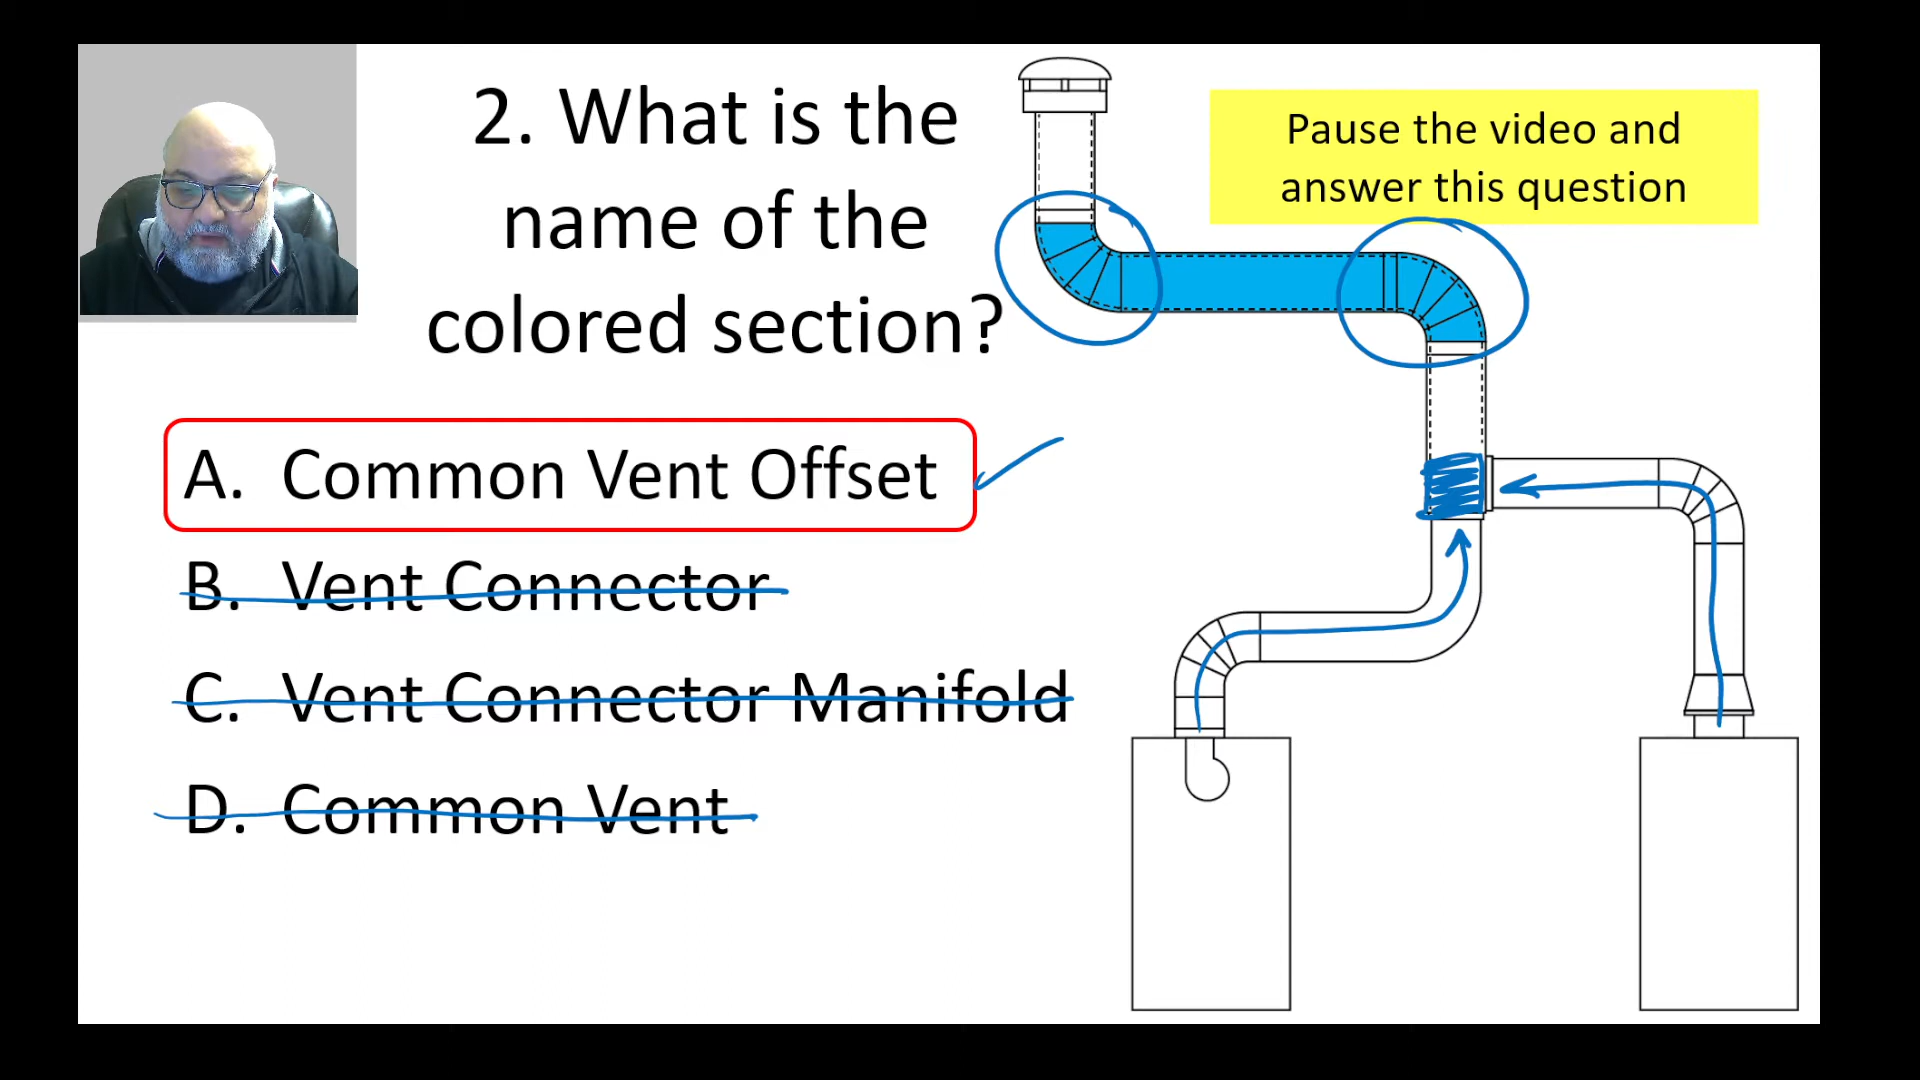 2. What is the
name of the
colored section?
Pause the video and
answer this question
A. Common Vent Offset
B. Vent Connector
C. Vent Connector Manifold
D. Common Vent